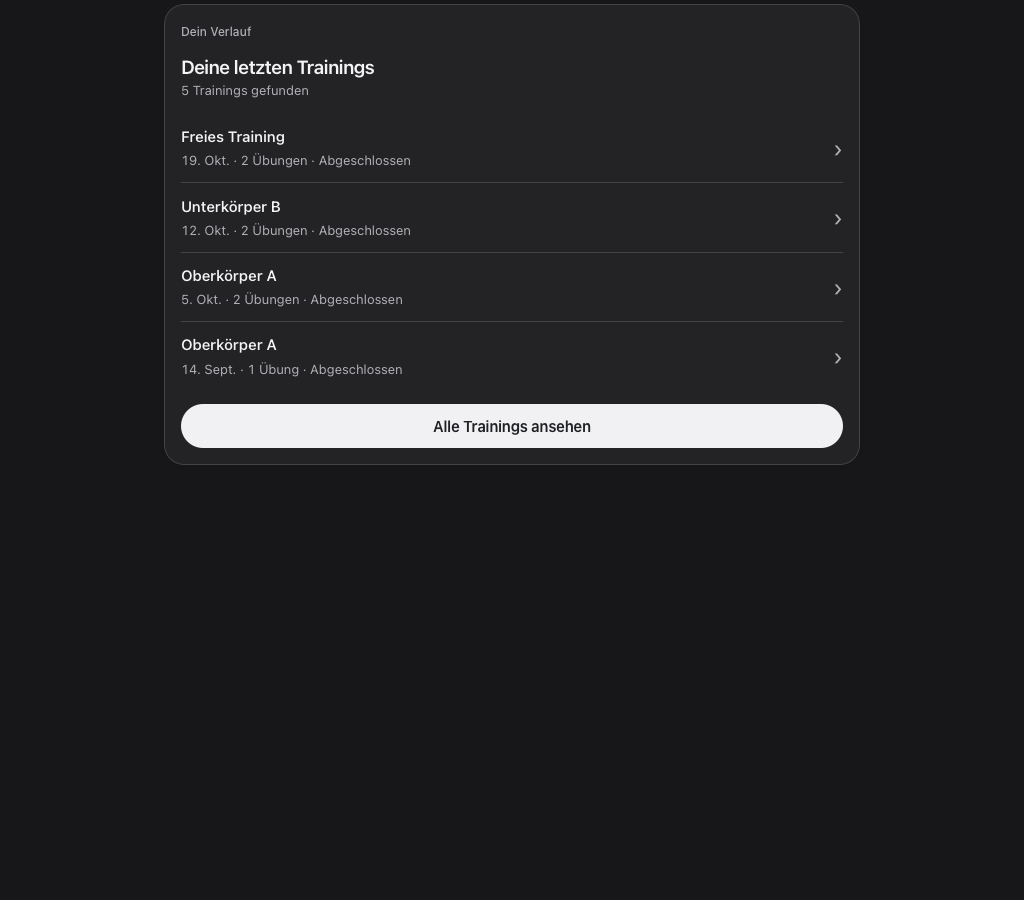 Dein Verlauf
Deine letzten Trainings
5 Trainings gefunden
Freies Training
19. Okt. · 2 Übungen · Abgeschlossen
Unterkörper B
12. Okt. · 2 Übungen · Abgeschlossen
Oberkörper A
5. Okt. · 2 Übungen · Abgeschlossen
Oberkörper A
14. Sept. · 1 Übung · Abgeschlossen
Alle Trainings ansehen